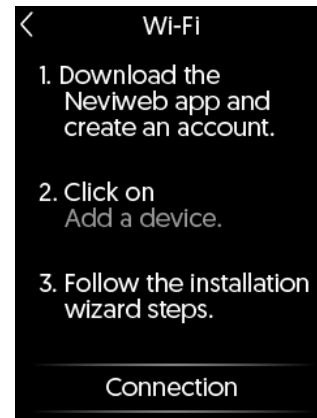 Wi-Fi
1. Download the
Neviweb app and
create an account.
2. Click on
Add a device.
3. Follow the installation
wizard steps.
Connection